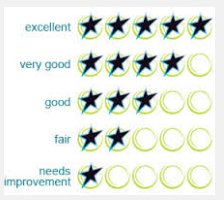 excellent
very good
good
fair
needs
improvement